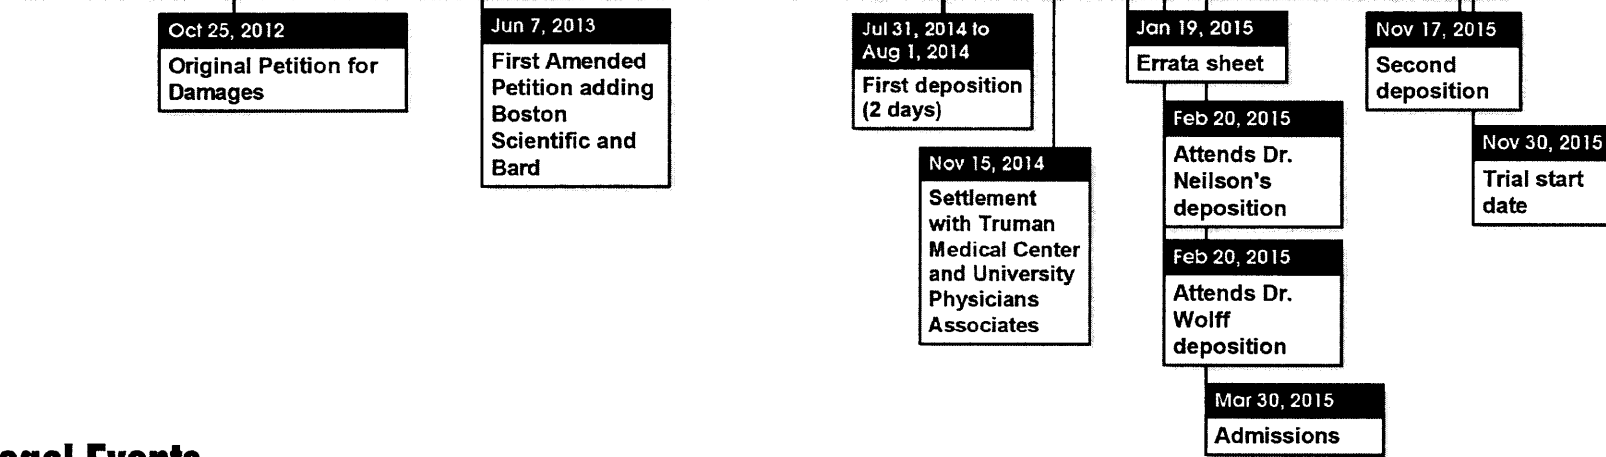 Oct 25, 2012
Original Petition for
Damages
Jun 7, 2013
First Amended
Petition adding
Boston
Scientific and
Bard
Jul 31, 2014 to
Aug 1, 2014
First deposition
(2 days)
Nov 15, 2014
Settlement
with Truman
Medical Center
and University
Physicians
Associates
Jan 19, 2015
Errata sheet
Feb 20, 2015
Attends Dr.
Neilson's
deposition
Feb 20, 2015
Attends Dr.
Wolff
deposition
Mar 30, 2015
Admissions
Nov 17, 2015
Second
deposition
Nov 30, 2015
Trial start
date
egal Events